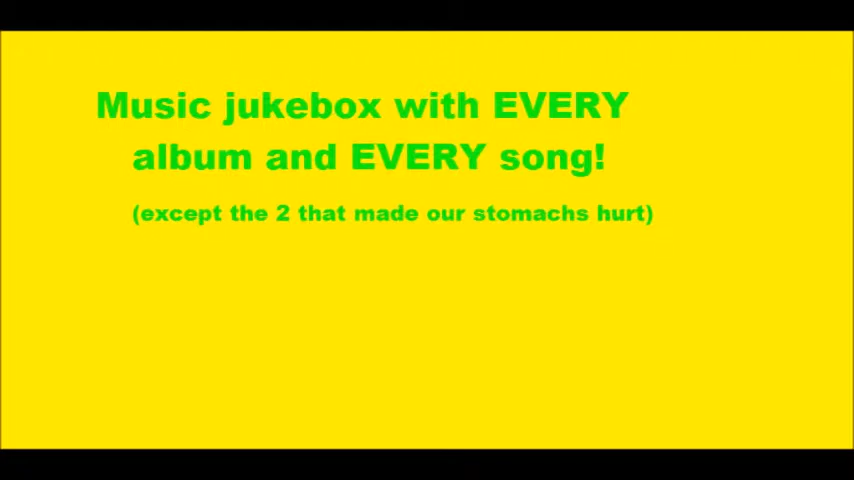 Music jukebox with EVERY
album and EVERY song!
(except the 2 that made our stomachs hurt)